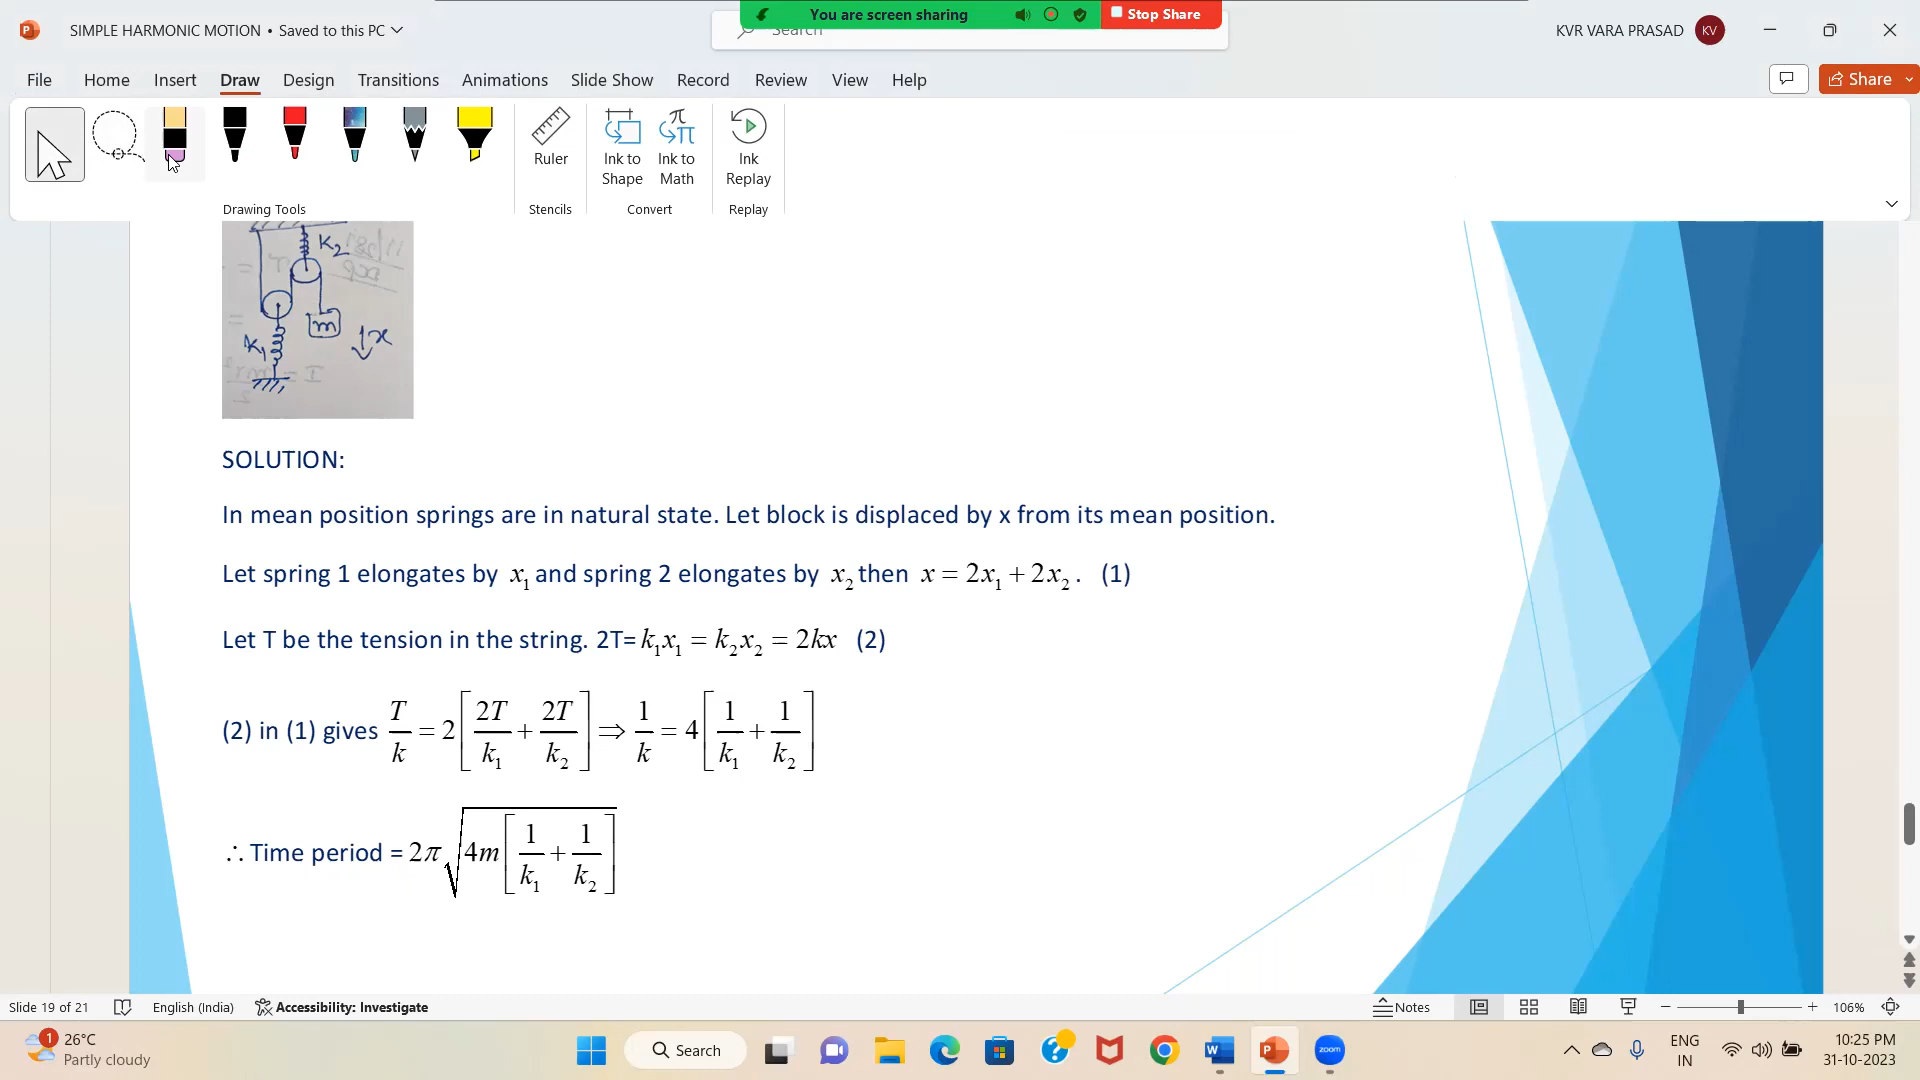 You are screen sharing
Stop Share
SIMPLE HARMONIC MOTION • Saved to this PC
Search
KVR VARA PRASAD
KV
File Home Insert Draw Design Transitions Animations Slide Show Record Review View Help
Share
Ruler
Ink to Shape
Ink to Math
Ink Replay
Drawing Tools
Stencils
Convert
Replay
K2
m
K1
↓x
SOLUTION:
In mean position springs are in natural state. Let block is displaced by x from its mean position.
Let spring 1 elongates by x₁ and spring 2 elongates by x₂ then x = 2x₁ + 2x₂. (1)
Let T be the tension in the string. 2T= k₁x₁ = k₂x₂ = 2kx (2)
(2) in (1) gives T/k = 2[2T/k₁ + 2T/k₂] ⇒ 1/k = 4[1/k₁ + 1/k₂]
∴ Time period = 2π√(4m[1/k₁ + 1/k₂])
Slide 19 of 21
English (India)
Accessibility: Investigate
Notes
106%
1
26°C
Partly cloudy
Search
zoom
ENG
IN
10:25 PM
31-10-2023